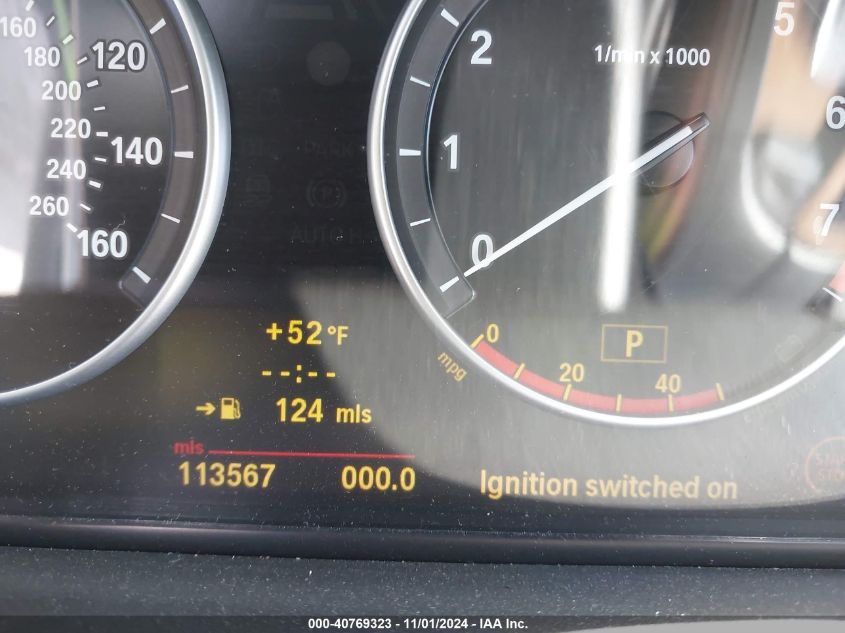 160
180
120
200
220
140
240
260
160
PARK
(P)
AUTO H
1/min x 1000
5
2
6
1
7
0
0
mpg
20
40
P
+52°F
--:--
124 mls
mls
113567 000.0
Ignition switched on
000-40769323 - 11/01/2024 - IAA Inc.